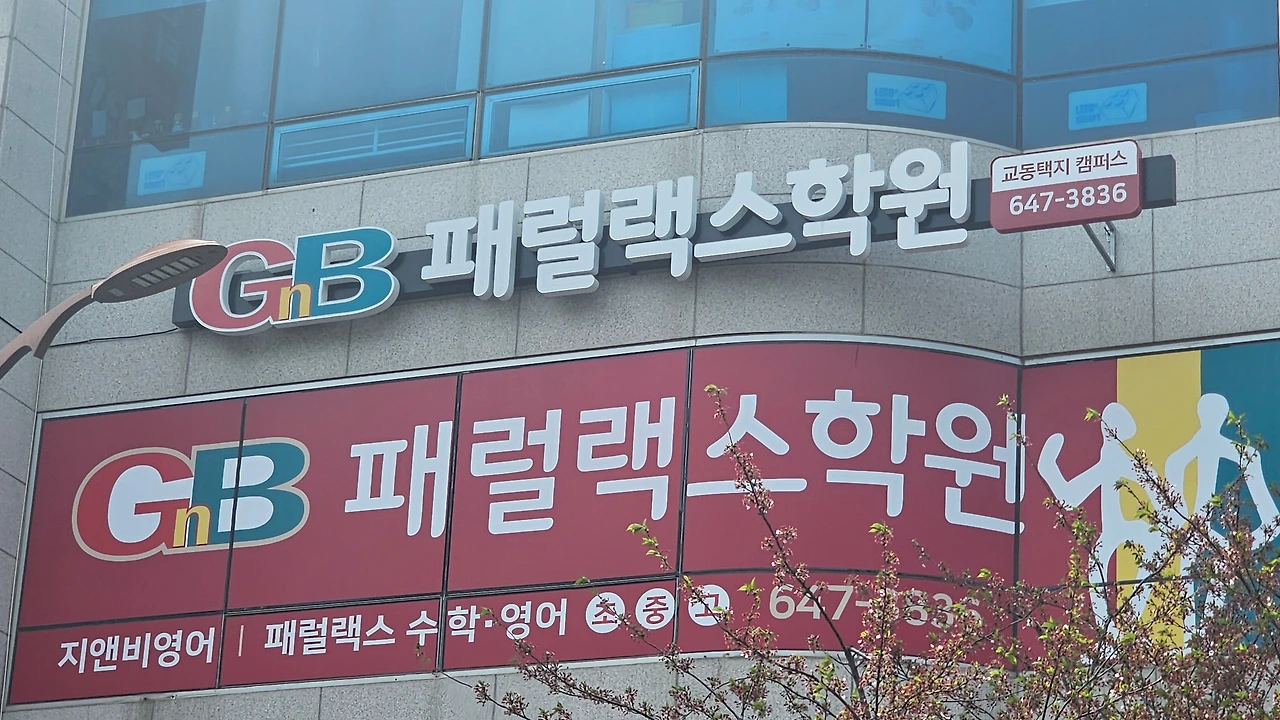 GnB 패럴랙스학원
교동택지 캠퍼스
647-3836
GnB 패럴랙스학원
지앤비영어 | 패럴랙스 수학·영어 초 중 고 647-3836